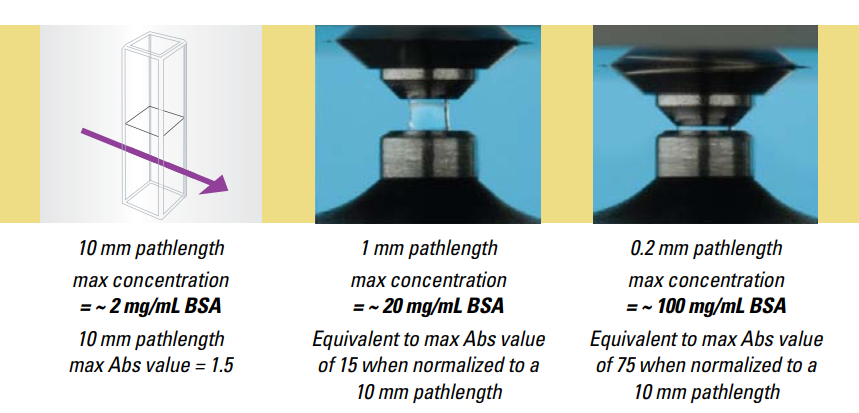 10 mm pathlength
max concentration
= ~ 2 mg/mL BSA
10 mm pathlength
max Abs value = 1.5
1 mm pathlength
max concentration
= ~ 20 mg/mL BSA
Equivalent to max Abs value
of 15 when normalized to a
10 mm pathlength
0.2 mm pathlength
max concentration
= ~ 100 mg/mL BSA
Equivalent to max Abs value
of 75 when normalized to a
10 mm pathlength